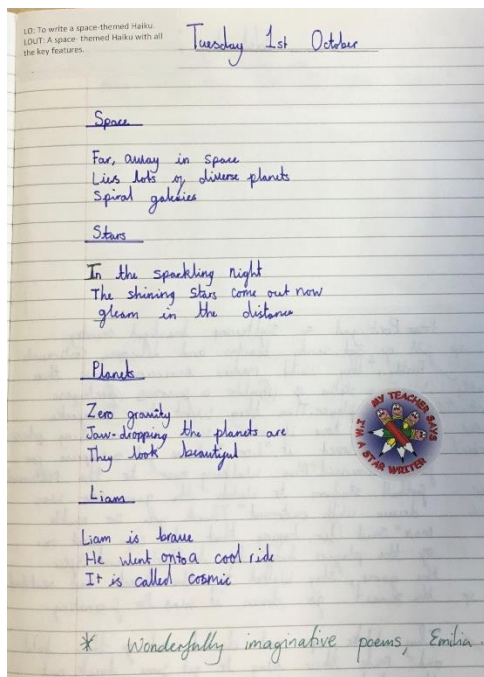 LO: To write a space-themed Haiku.
LOUT: A space- themed Haiku with all
the key features.
Tuesday 1st October
Space
Far, away in space
Lies lots of diverse planets
Spiral galexies
Stars
In the sparkling night
The shining stars come out now
gleam in the distance
Planets
Zero gravity
Jaw-dropping the planets are
They look beautiful
MY TEACHER SAYS
I'M A STAR WRITER
Liam
Liam is brave
He went onto a cool ride
It is called cosmic
* Wonderfully imaginative poems, Emilia.